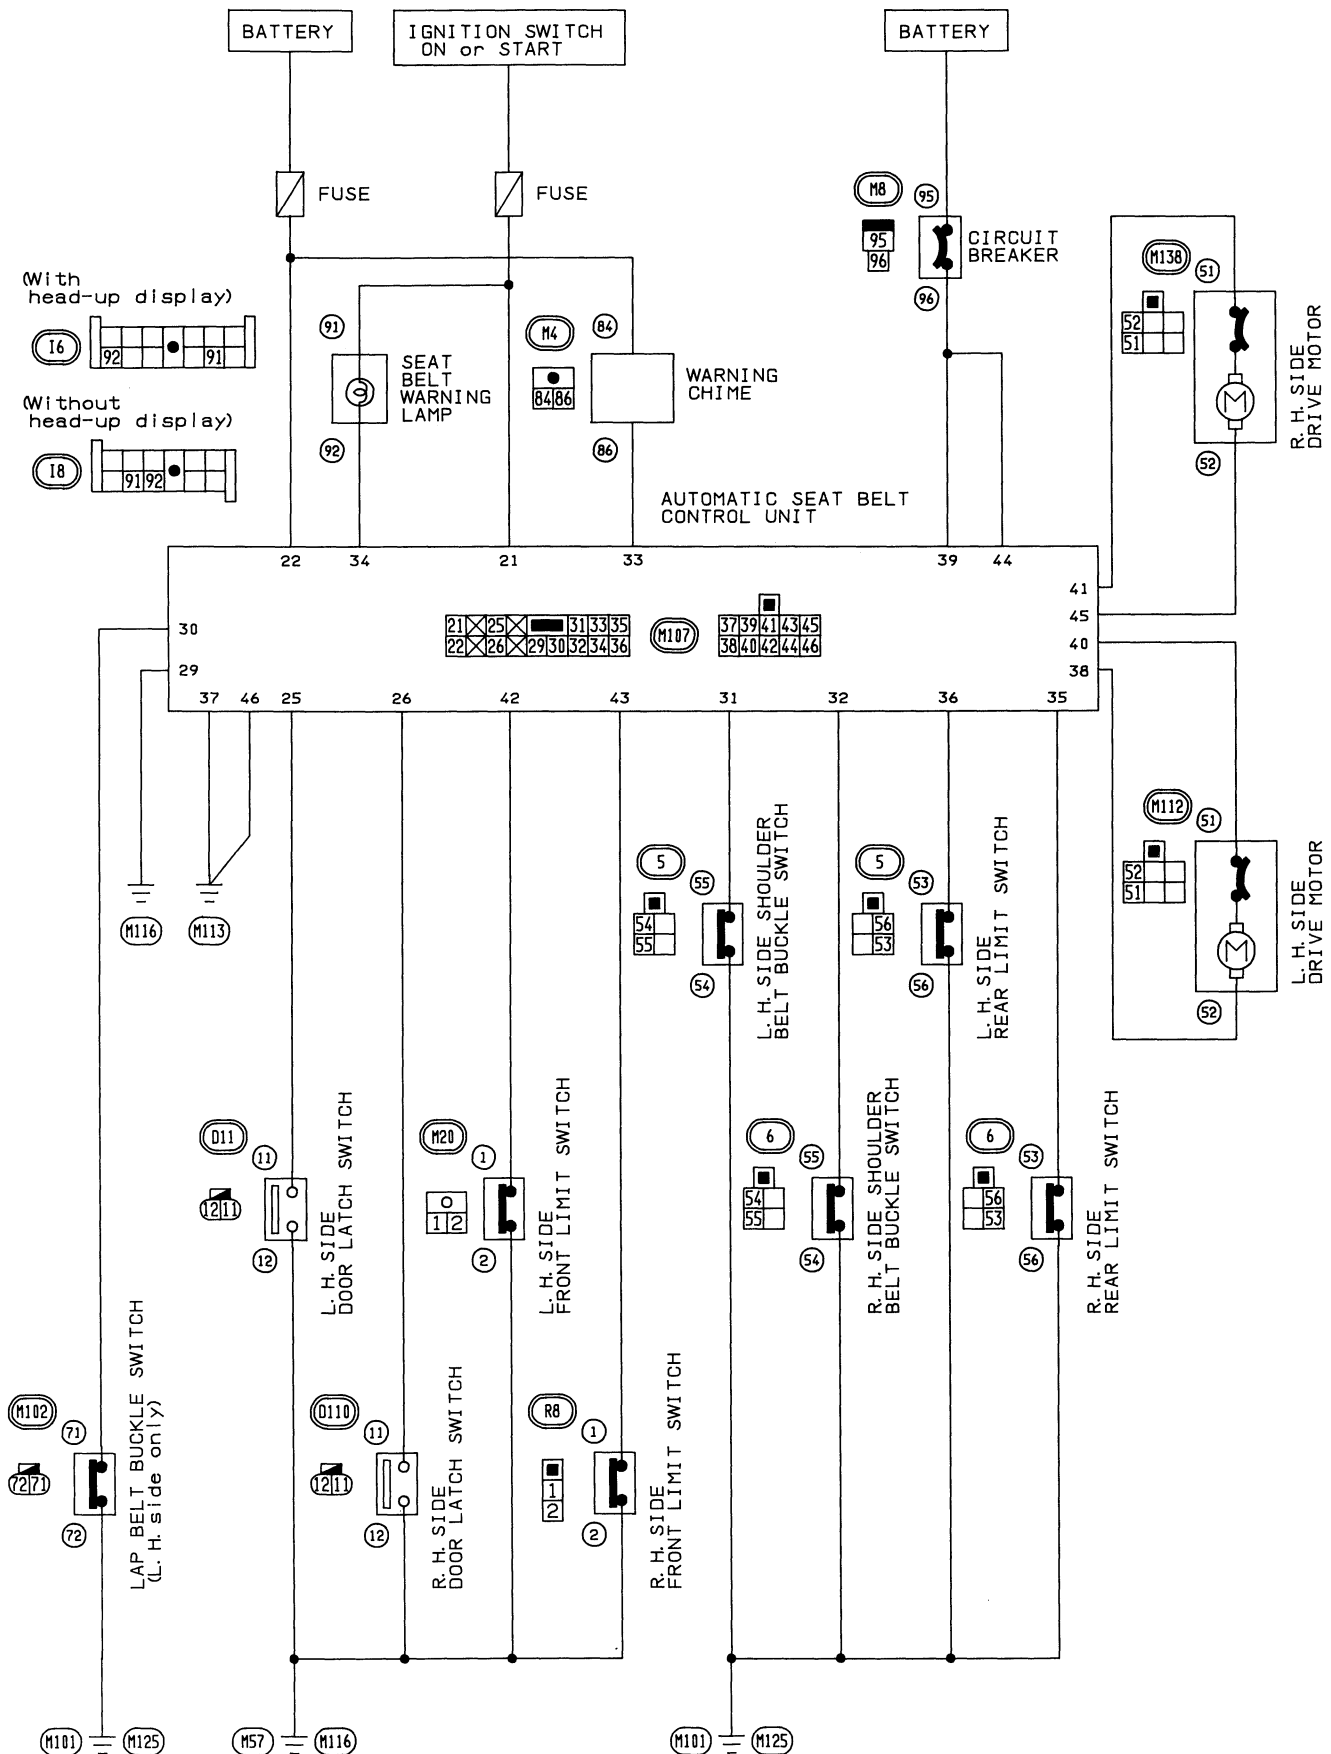 BATTERY
IGNITION SWITCH
ON or START
BATTERY
FUSE
FUSE
M8
95
95
96
CIRCUIT
BREAKER
96
(With
head-up display)
I6
92
91
(Without
head-up display)
I8
91 92
91
SEAT
BELT
WARNING
LAMP
92
M4
84 86
84
WARNING
CHIME
86
M138
51
52
51
R. H. SIDE
DRIVE MOTOR
52
AUTOMATIC SEAT BELT
CONTROL UNIT
22 34 21 33 39 44
41
45
40
38
30
29
21 25 31 33 35
22 26 29 30 32 34 36
M107
37 39 41 43 45
38 40 42 44 46
37 46 25 26 42 43 31 32 36 35
M116
M113
5
55
54
55
54
L. H. SIDE SHOULDER
BELT BUCKLE SWITCH
5
53
56
53
56
L. H. SIDE
REAR LIMIT SWITCH
M112
51
52
51
52
L. H. SIDE
DRIVE MOTOR
D11
11
12 11
12
L. H. SIDE
DOOR LATCH SWITCH
M20
1
1 2
2
L. H. SIDE
FRONT LIMIT SWITCH
6
55
54
55
54
R. H. SIDE SHOULDER
BELT BUCKLE SWITCH
6
53
56
53
56
R. H. SIDE
REAR LIMIT SWITCH
M102
71
72 71
72
LAP BELT BUCKLE SWITCH
(L. H. side only)
D110
11
12 11
12
R. H. SIDE
DOOR LATCH SWITCH
R8
1
1
2
2
R. H. SIDE
FRONT LIMIT SWITCH
M101
M125
M57
M116
M101
M125